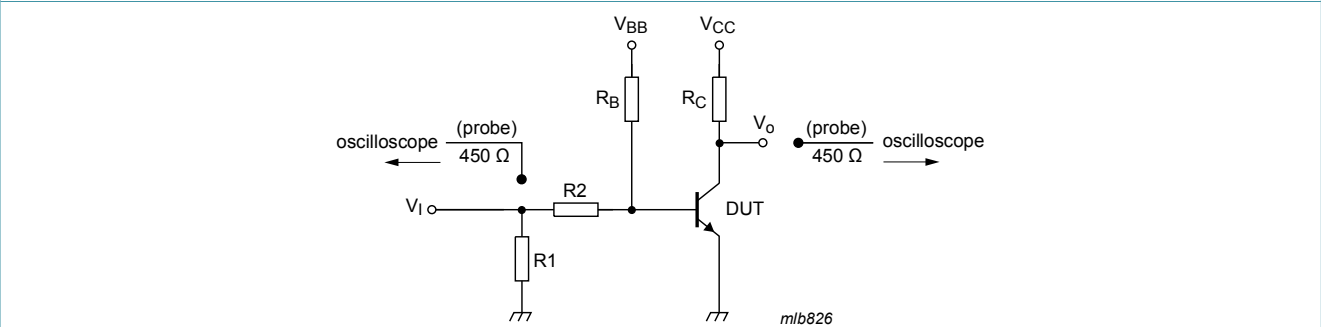 VBB
VCC
RB
RC
Vo
(probe)
oscilloscope
450 Ω
(probe)
oscilloscope
450 Ω
R2
VI
DUT
R1
mlb826